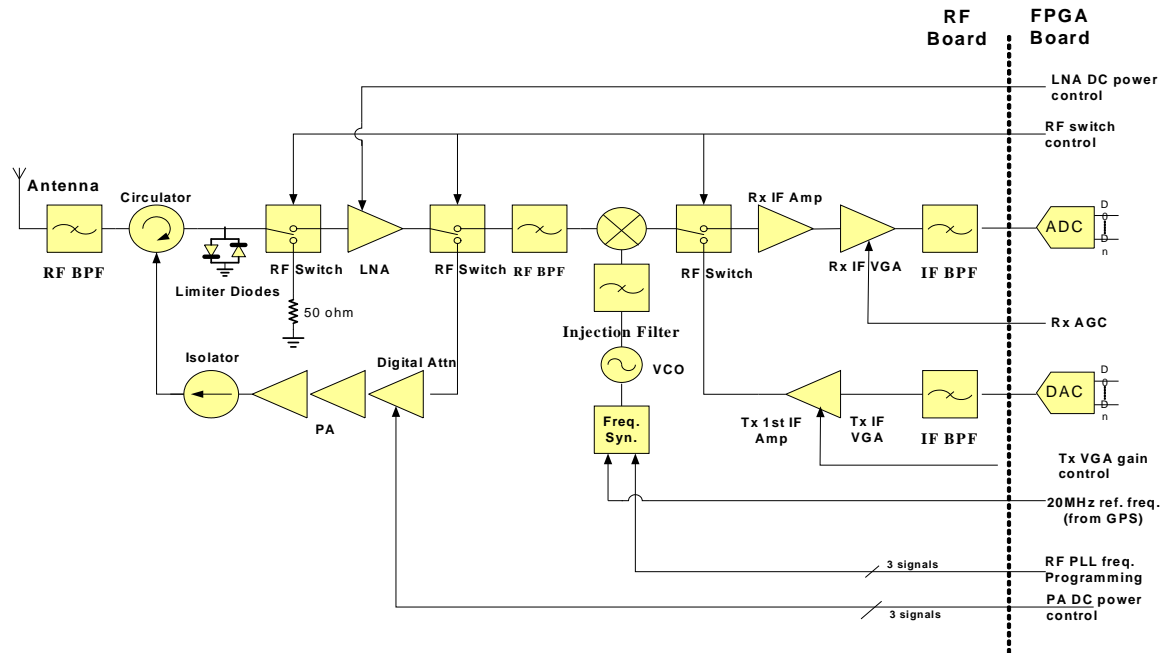 RF
Board
FPGA
Board
LNA DC power
control
RF switch
control
Antenna
Circulator
Rx IF Amp
D
0
D
n
ADC
RF BPF
RF Switch
LNA
RF Switch
RF BPF
RF Switch
Rx IF VGA
IF BPF
Limiter Diodes
50 ohm
Injection Filter
Rx AGC
Isolator
Digital Attn
VCO
D
0
D
n
DAC
PA
Freq.
Syn.
Tx 1st IF
Amp
Tx IF
VGA
IF BPF
Tx VGA gain
control
20MHz ref. freq.
(from GPS)
3 signals
RF PLL freq.
Programming
3 signals
PA DC power
control